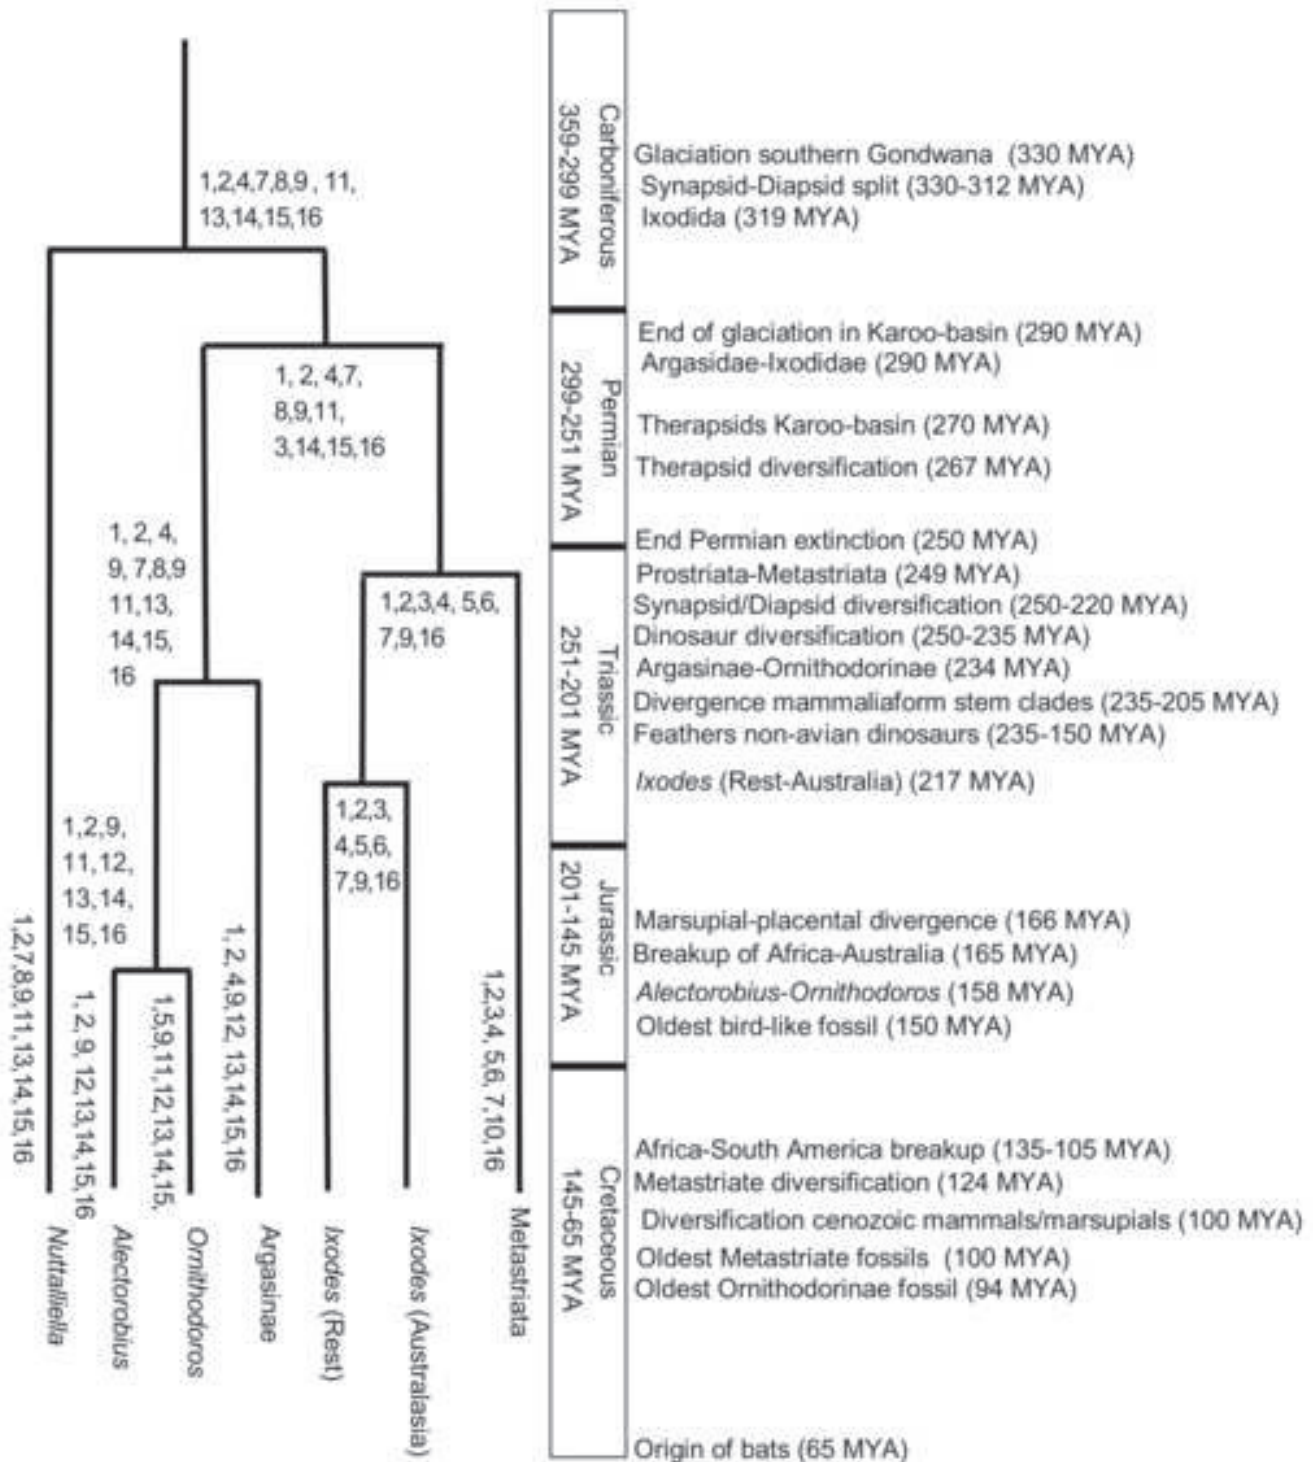 1,2,4,7,8,9 , 11,
13,14,15,16
1, 2, 4,7,
8,9,11,
3,14,15,16
1, 2, 4,
9, 7,8,9
11,13,
14,15,
16
1,2,3,4, 5,6,
7,9,16
1,2,3,
4,5,6,
7,9,16
1,2,9,
11,12,
13,14,
15,16
1,2,7,8,9,11,13,14,15,16
1, 2, 9, 12,13,14,15,16
1,5,9,11,12,13,14,15,
1, 2, 4,9,12, 13,14,15,16
1,2,3,4, 5,6, 7,10,16
Nuttalliella
Alectorobius
Ornithodoros
Argasinae
Ixodes (Rest)
Ixodes (Australasia)
Metastriata
Carboniferous
359-299 MYA
Permian
299-251 MYA
Triassic
251-201 MYA
Jurassic
201-145 MYA
Cretaceous
145-65 MYA
Glaciation southern Gondwana (330 MYA)
Synapsid-Diapsid split (330-312 MYA)
Ixodida (319 MYA)
End of glaciation in Karoo-basin (290 MYA)
Argasidae-Ixodidae (290 MYA)
Therapsids Karoo-basin (270 MYA)
Therapsid diversification (267 MYA)
End Permian extinction (250 MYA)
Prostriata-Metastriata (249 MYA)
Synapsid/Diapsid diversification (250-220 MYA)
Dinosaur diversification (250-235 MYA)
Argasinae-Ornithodorinae (234 MYA)
Divergence mammaliaform stem clades (235-205 MYA)
Feathers non-avian dinosaurs (235-150 MYA)
Ixodes (Rest-Australia) (217 MYA)
Marsupial-placental divergence (166 MYA)
Breakup of Africa-Australia (165 MYA)
Alectorobius-Ornithodoros (158 MYA)
Oldest bird-like fossil (150 MYA)
Africa-South America breakup (135-105 MYA)
Metastriate diversification (124 MYA)
Diversification cenozoic mammals/marsupials (100 MYA)
Oldest Metastriate fossils (100 MYA)
Oldest Ornithodorinae fossil (94 MYA)
Origin of bats (65 MYA)